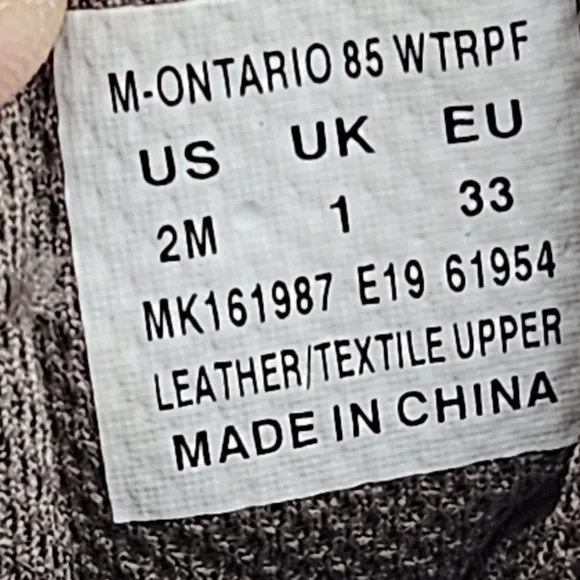 M-ONTARIO 85 WTRPF
US UK EU
2M 1 33
MK161987 E19 61954
LEATHER/TEXTILE UPPER
MADE IN CHINA